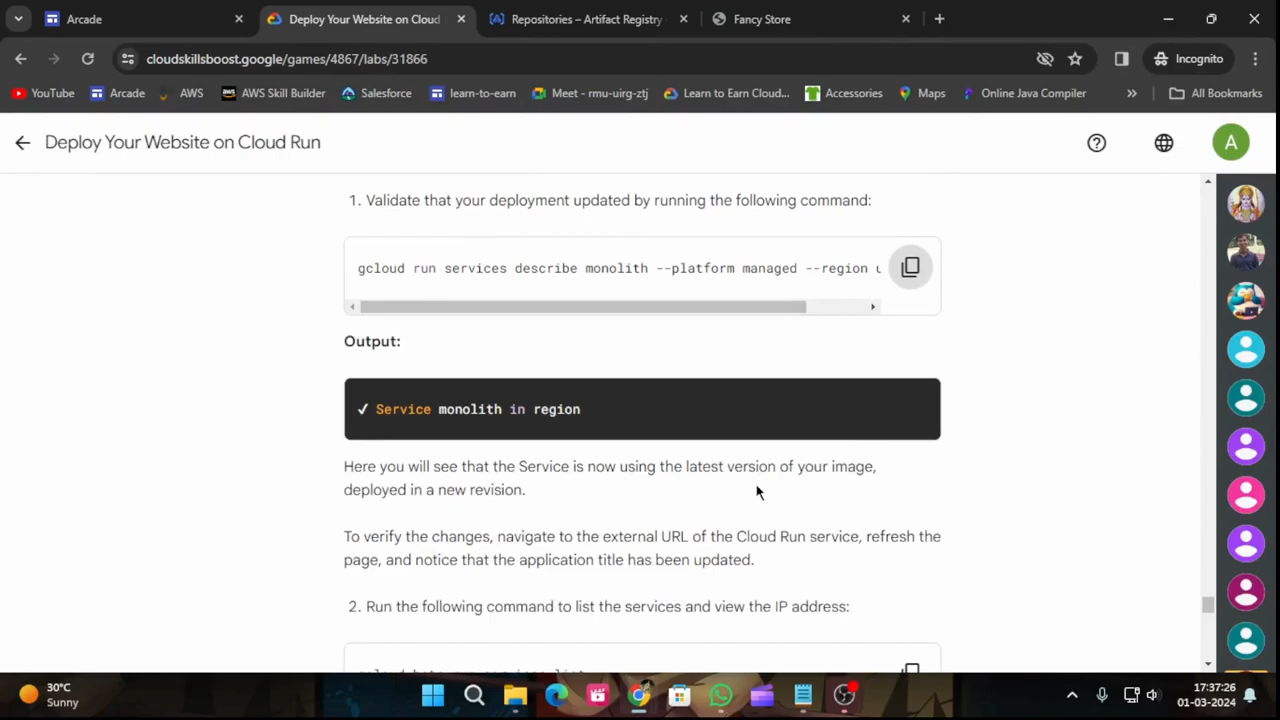 Arcade
Deploy Your Website on Cloud
Repositories – Artifact Registry
Fancy Store
cloudskillsboost.google/games/4867/labs/31866
Incognito
YouTube
Arcade
AWS
AWS Skill Builder
Salesforce
learn-to-earn
Meet - rmu-uirg-ztj
Learn to Earn Cloud...
Accessories
Maps
Online Java Compiler
All Bookmarks
Deploy Your Website on Cloud Run
A
1. Validate that your deployment updated by running the following command:
gcloud run services describe monolith --platform managed --region u
Output:
✓ Service monolith in region
Here you will see that the Service is now using the latest version of your image,
deployed in a new revision.
To verify the changes, navigate to the external URL of the Cloud Run service, refresh the
page, and notice that the application title has been updated.
2. Run the following command to list the services and view the IP address:
30°C
Sunny
17:37:26
01-03-2024